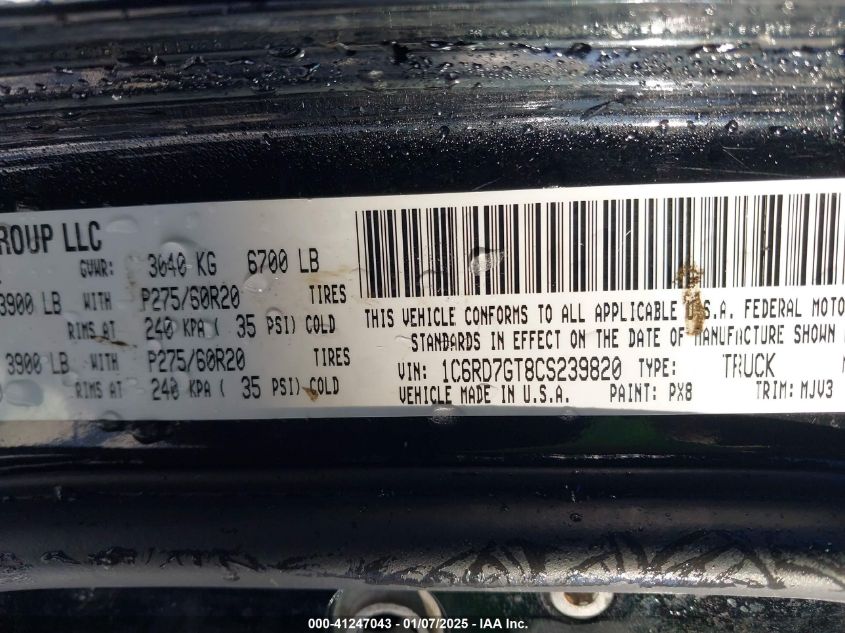 ROUP LLC
GVWR: 3040 KG 6700 LB
3900 LB WITH P275/60R20 TIRES
RIMS AT 240 KPA ( 35 PSI) COLD
3900 LB WITH P275/60R20 TIRES
RIMS AT 240 KPA ( 35 PSI) COLD
THIS VEHICLE CONFORMS TO ALL APPLICABLE U.S.A. FEDERAL MOTO
STANDARDS IN EFFECT ON THE DATE OF MANUFACTURE SHOWN
VIN: 1C6RD7GT8CS239820 TYPE: TRUCK
VEHICLE MADE IN U.S.A. PAINT: PX8 TRIM: MJV3
000-41247043 - 01/07/2025 - IAA Inc.